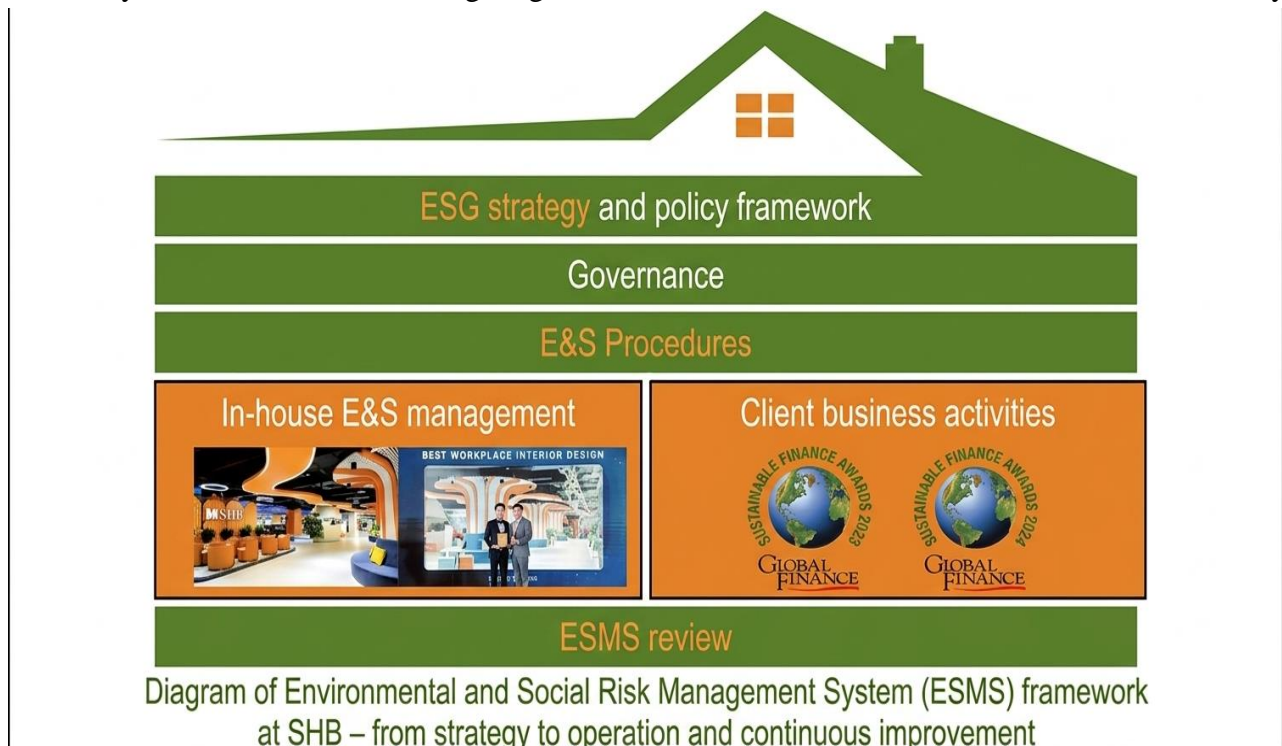 ESG strategy and policy framework
Governance
E&S Procedures
In-house E&S management
SHB
BEST WORKPLACE INTERIOR DESIGN
Client business activities
SUSTAINABLE FINANCE AWARDS 2023
GLOBAL
FINANCE
SUSTAINABLE FINANCE AWARDS 2024
GLOBAL
FINANCE
ESMS review
Diagram of Environmental and Social Risk Management System (ESMS) framework
at SHB – from strategy to operation and continuous improvement